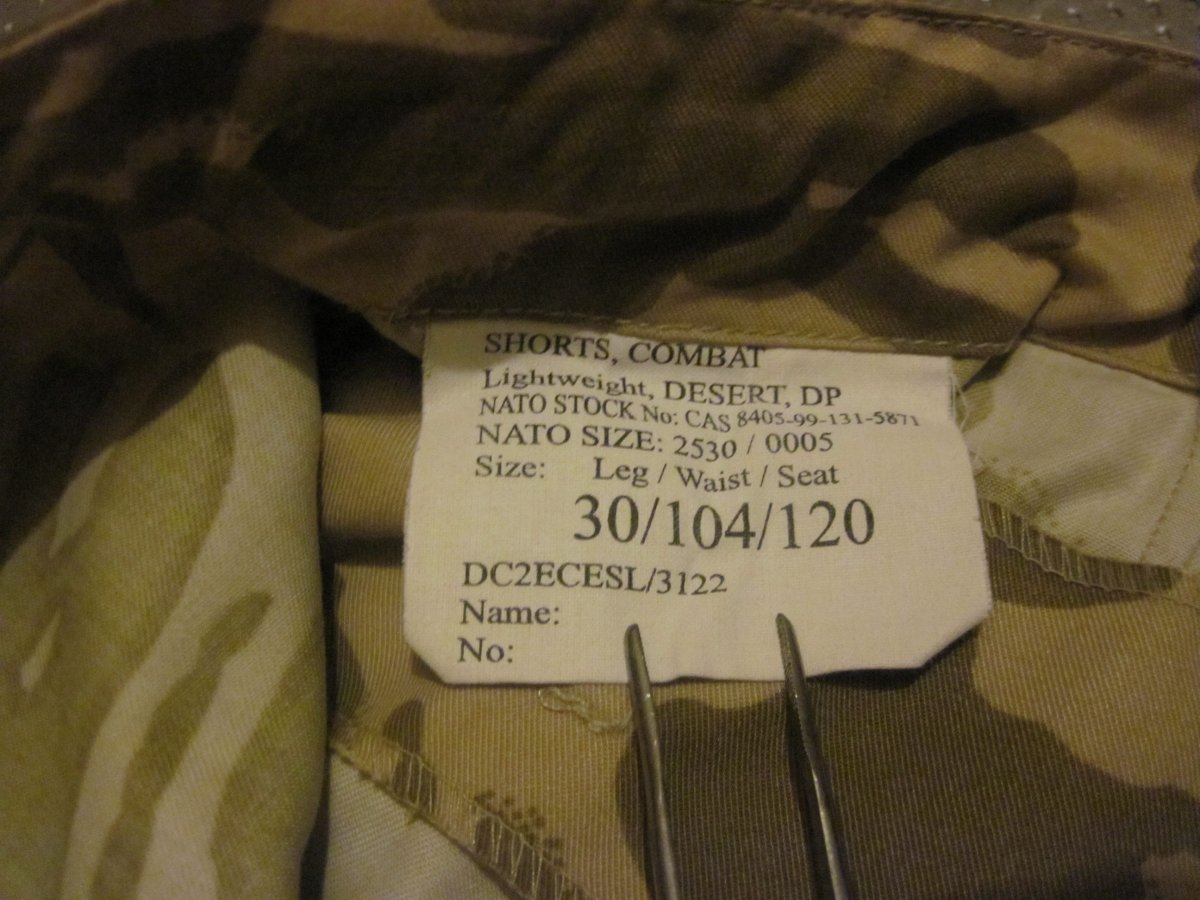 SHORTS, COMBAT
Lightweight, DESERT, DP
NATO STOCK No: CAS 8405-99-131-5871
NATO SIZE: 2530 / 0005
Size: Leg / Waist / Seat
30/104/120
DC2ECESL/3122
Name:
No: